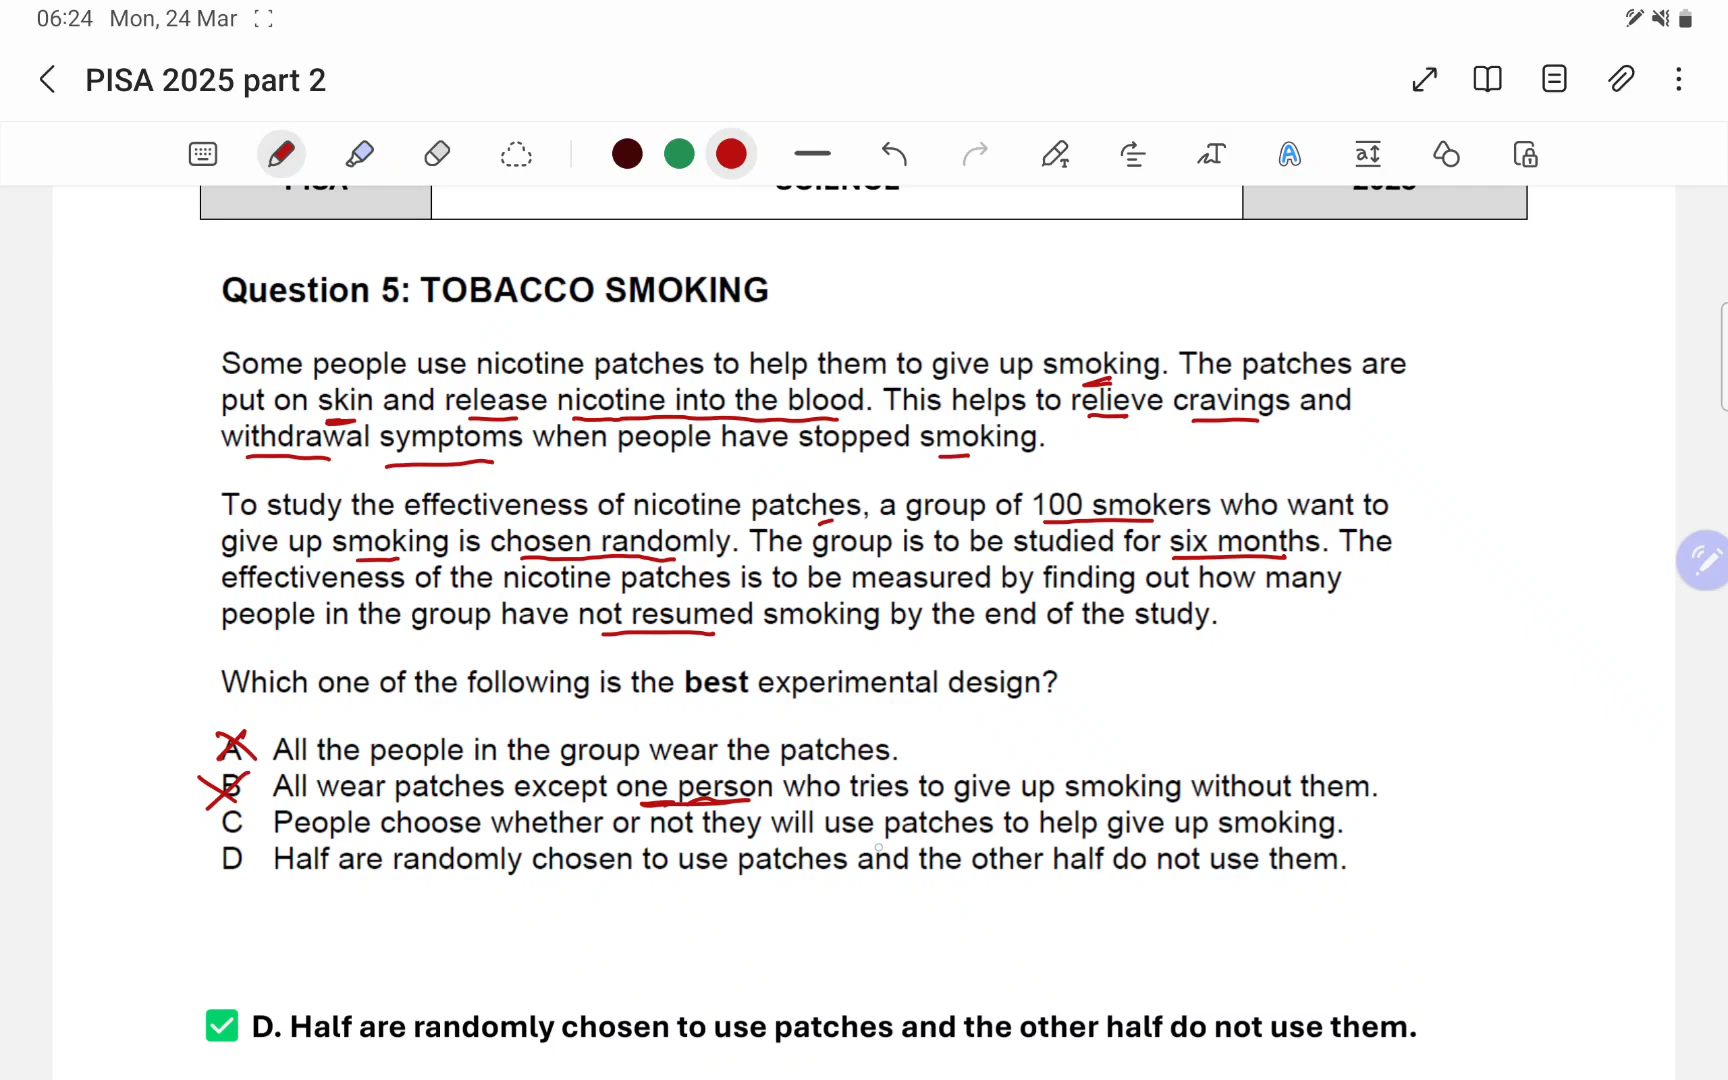 06:24 Mon, 24 Mar
PISA 2025 part 2
PISA SCIENCE 2025
Question 5: TOBACCO SMOKING
Some people use nicotine patches to help them to give up smoking. The patches are
put on skin and release nicotine into the blood. This helps to relieve cravings and
withdrawal symptoms when people have stopped smoking.
To study the effectiveness of nicotine patches, a group of 100 smokers who want to
give up smoking is chosen randomly. The group is to be studied for six months. The
effectiveness of the nicotine patches is to be measured by finding out how many
people in the group have not resumed smoking by the end of the study.
Which one of the following is the best experimental design?
A All the people in the group wear the patches.
B All wear patches except one person who tries to give up smoking without them.
C People choose whether or not they will use patches to help give up smoking.
D Half are randomly chosen to use patches and the other half do not use them.
D. Half are randomly chosen to use patches and the other half do not use them.